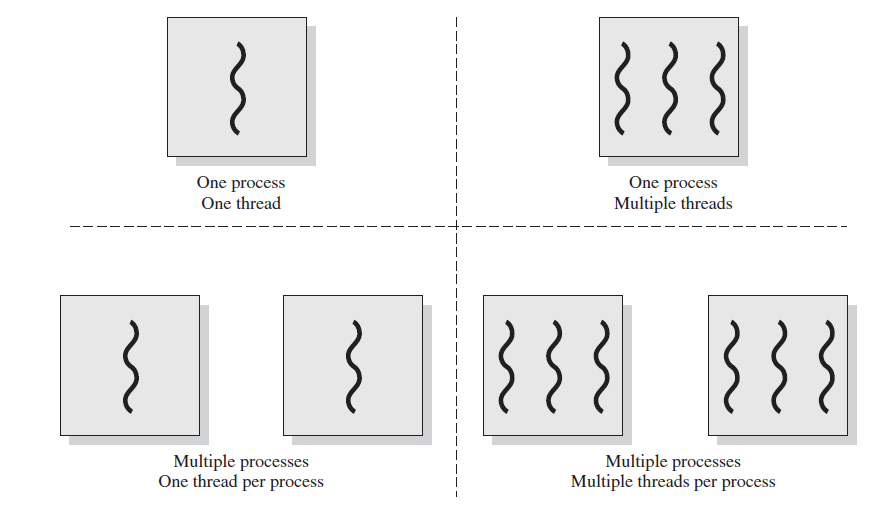 One process
One thread
One process
Multiple threads
Multiple processes
One thread per process
Multiple processes
Multiple threads per process